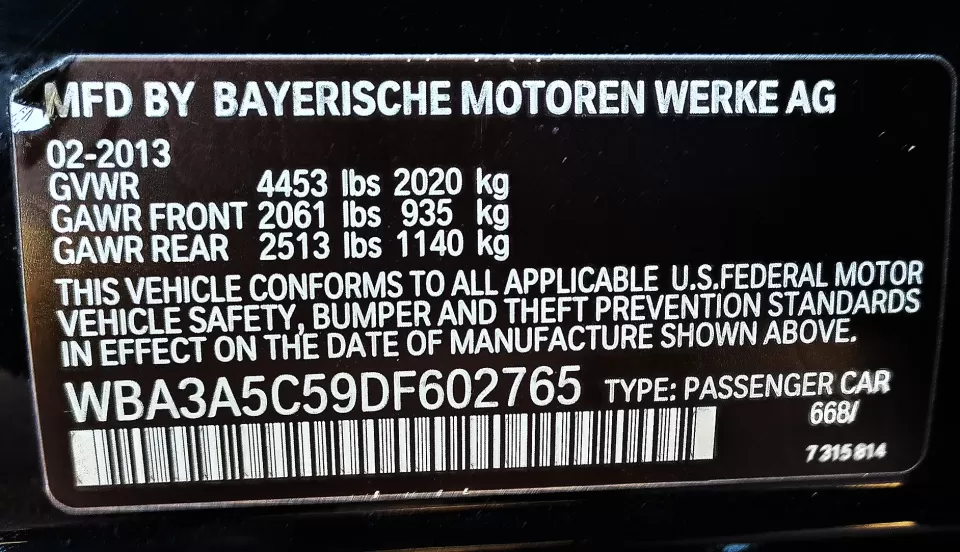 MFD BY BAYERISCHE MOTOREN WERKE AG
02-2013
GVWR 4453 lbs 2020 kg
GAWR FRONT 2061 lbs 935 kg
GAWR REAR 2513 lbs 1140 kg
THIS VEHICLE CONFORMS TO ALL APPLICABLE U.S.FEDERAL MOTOR
VEHICLE SAFETY, BUMPER AND THEFT PREVENTION STANDARDS
IN EFFECT ON THE DATE OF MANUFACTURE SHOWN ABOVE.
WBA3A5C59DF602765 TYPE: PASSENGER CAR
668/
7315814